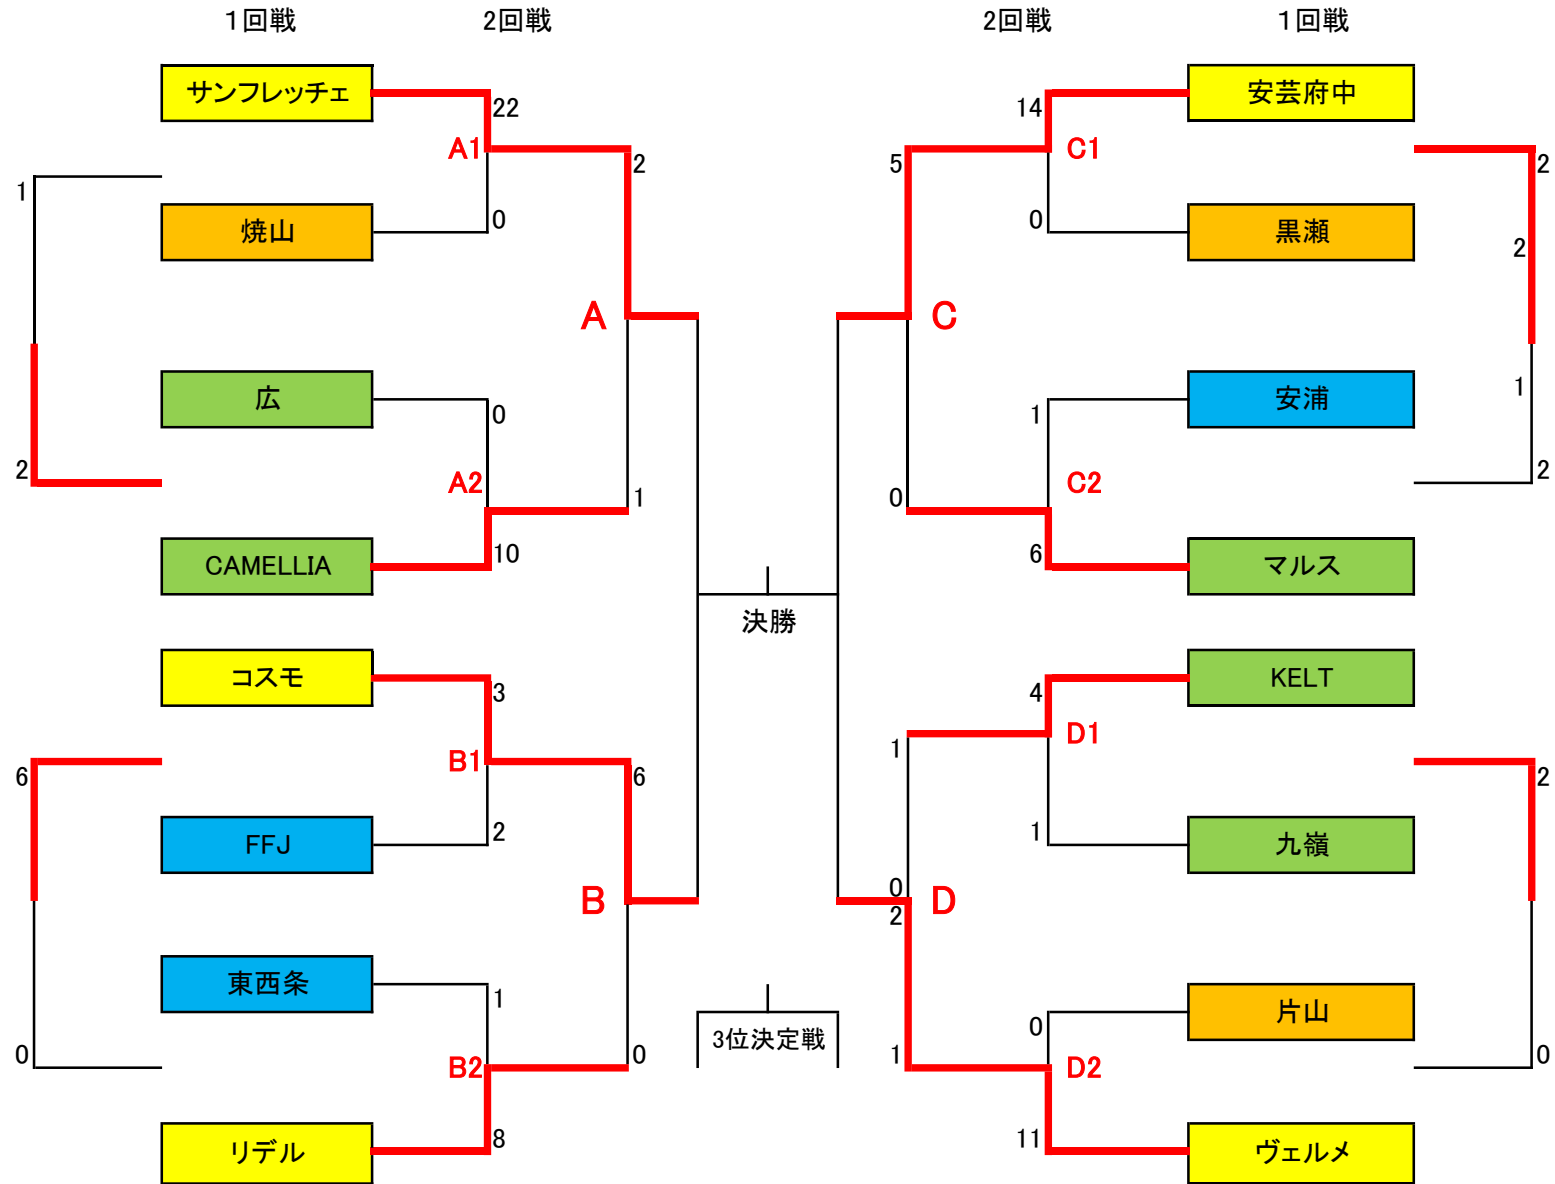 1回戦 2回戦 2回戦 1回戦
サンフレッチェ 安芸府中
22 14
A1 C1
2 5 2
1
焼山 0 0 黒瀬
2
A C
広 安浦
0 1 1
2 A2 C2 2
1 0
CAMELLIA 10 6 マルス
決勝
コスモ KELT
3 4
B1 D1
6 6 1 2
FFJ 2 1 九嶺
0
B D
2
東西条 片山
1 0
3位決定戦
0 B2 0 1 D2 0
リデル 8 11 ヴェルメ